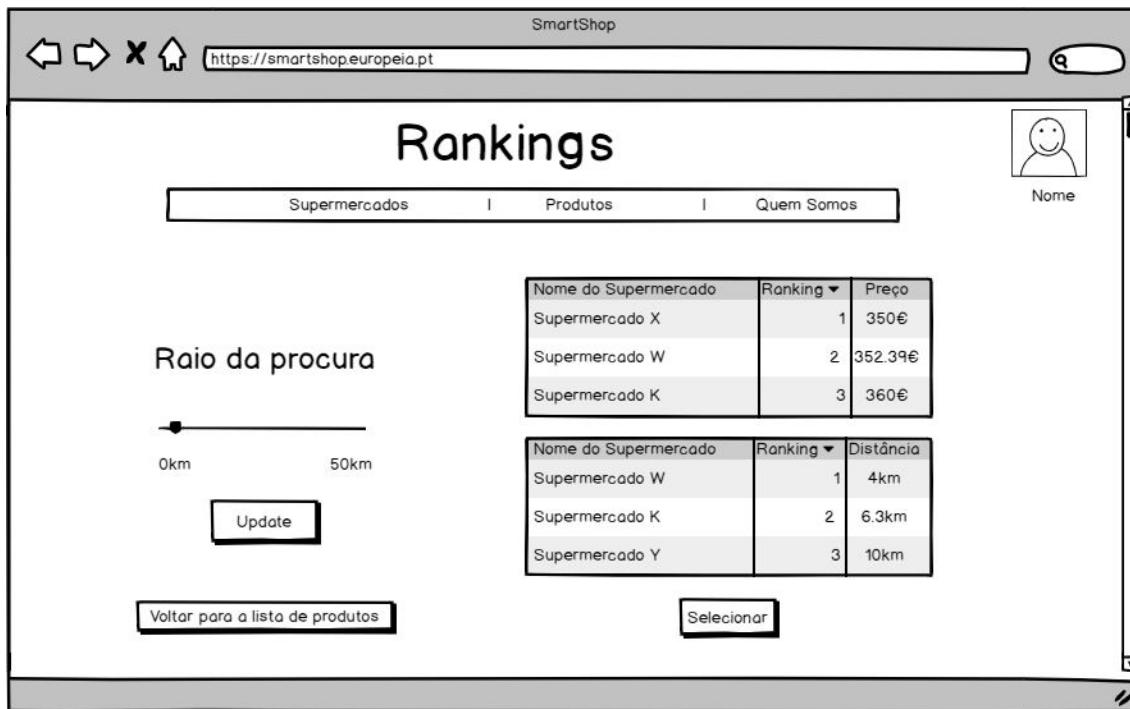 SmartShop
https://smartshop.europeia.pt
Rankings
Nome
Supermercados | Produtos | Quem Somos
Nome do Supermercado Ranking Preço
Supermercado X 1 350€
Supermercado W 2 352.39€
Supermercado K 3 360€
Raio da procura
0km 50km
Update
Nome do Supermercado Ranking Distância
Supermercado W 1 4km
Supermercado K 2 6.3km
Supermercado Y 3 10km
Voltar para a lista de produtos
Selecionar